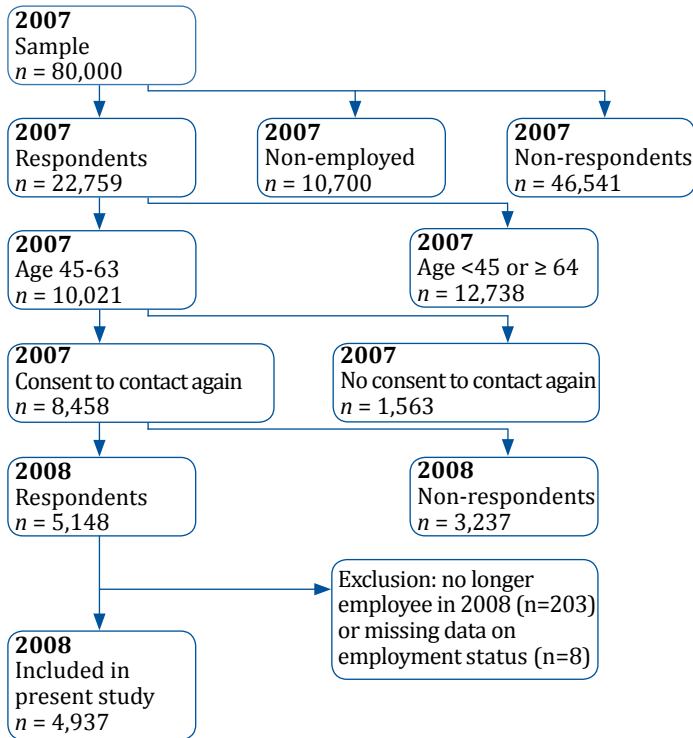 2007
Sample
n = 80,000
2007
Respondents
n = 22,759
2007
Non-employed
n = 10,700
2007
Non-respondents
n = 46,541
2007
Age 45-63
n = 10,021
2007
Age <45 or ≥ 64
n = 12,738
2007
Consent to contact again
n = 8,458
2007
No consent to contact again
n = 1,563
2008
Respondents
n = 5,148
2008
Non-respondents
n = 3,237
Exclusion: no longer
employee in 2008 (n=203)
or missing data on
employment status (n=8)
2008
Included in
present study
n = 4,937